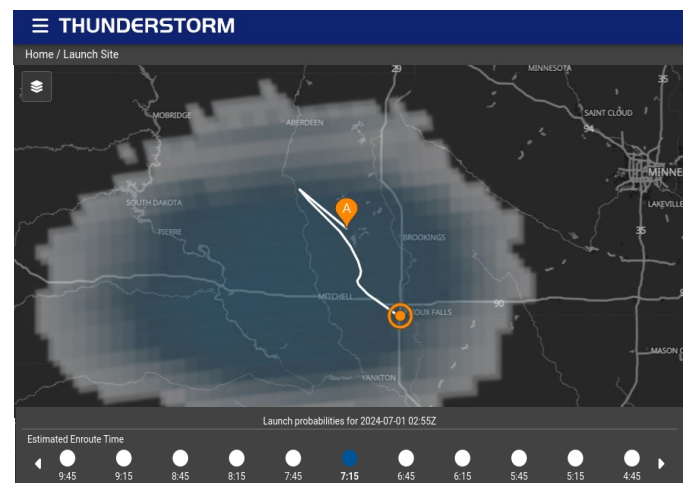 THUNDERSTORM
Home / Launch Site
29
MINNESOTA
35
MOBRIDGE
ABERDEEN
SAINT CLOUD
94
MINNE
SOUTH DAKOTA
LAKEVILLE
A
PIERRE
BROOKINGS
35
MITCHELL
90
SIOUX FALLS
MASON C
YANKTON
Launch probabilities for 2024-07-01 02:55Z
Estimated Enroute Time
9:45 9:15 8:45 8:15 7:45 7:15 6:45 6:15 5:45 5:15 4:45